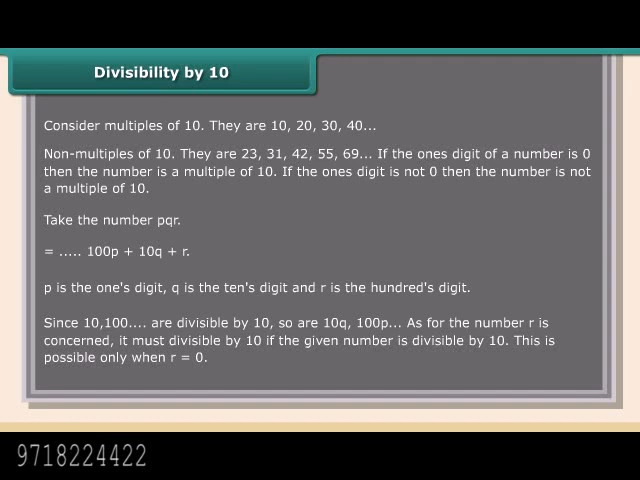 Divisibility by 10
Consider multiples of 10. They are 10, 20, 30, 40...
Non-multiples of 10. They are 23, 31, 42, 55, 69... If the ones digit of a number is 0
then the number is a multiple of 10. If the ones digit is not 0 then the number is not
a multiple of 10.
Take the number pqr.
= ..... 100p + 10q + r.
p is the one's digit, q is the ten's digit and r is the hundred's digit.
Since 10,100.... are divisible by 10, so are 10q, 100p... As for the number r is
concerned, it must divisible by 10 if the given number is divisible by 10. This is
possible only when r = 0.
9718224422